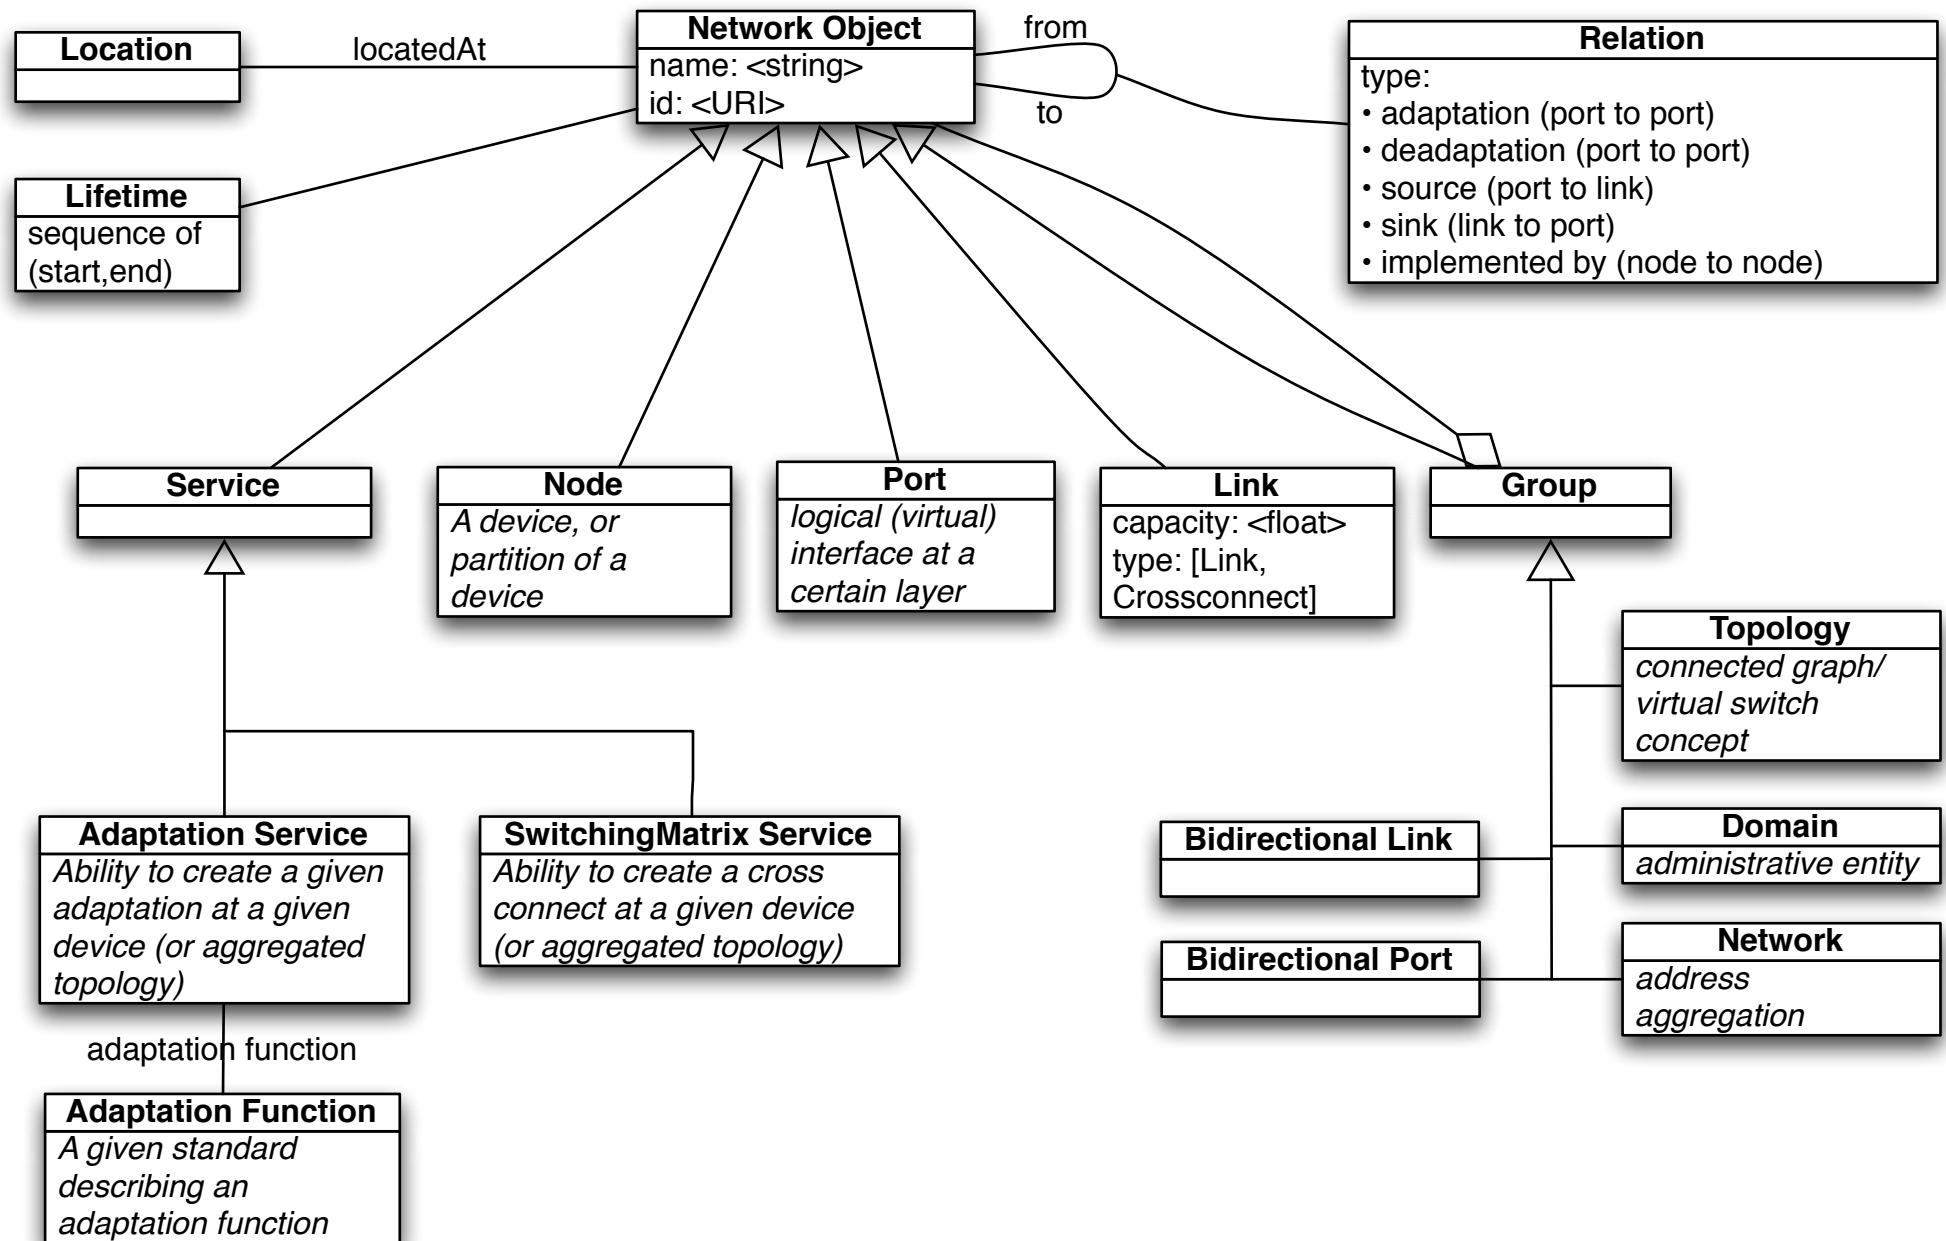 Location
locatedAt
Network Object
name: <string>
id: <URI>
from
to
Relation
type:
• adaptation (port to port)
• deadaptation (port to port)
• source (port to link)
• sink (link to port)
• implemented by (node to node)
Lifetime
sequence of
(start,end)
Service
Node
A device, or
partition of a
device
Port
logical (virtual)
interface at a
certain layer
Link
capacity: <float>
type: [Link,
Crossconnect]
Group
Topology
connected graph/
virtual switch
concept
Adaptation Service
Ability to create a given
adaptation at a given
device (or aggregated
topology)
SwitchingMatrix Service
Ability to create a cross
connect at a given device
(or aggregated topology)
Bidirectional Link
Domain
administrative entity
Bidirectional Port
Network
address
aggregation
adaptation function
Adaptation Function
A given standard
describing an
adaptation function